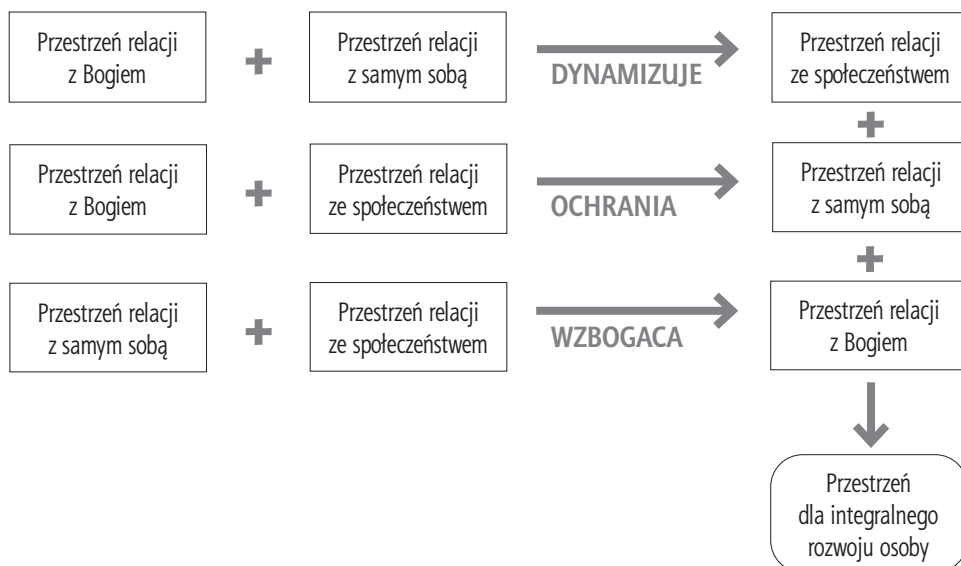 Przestrzeń relacji
z Bogiem
+
Przestrzeń relacji
z samym sobą
DYNAMIZUJE
Przestrzeń relacji
ze społeczeństwem
+
Przestrzeń relacji
z Bogiem
+
Przestrzeń relacji
ze społeczeństwem
OCHRANIA
Przestrzeń relacji
z samym sobą
+
Przestrzeń relacji
z samym sobą
+
Przestrzeń relacji
ze społeczeństwem
WZBOGACA
Przestrzeń relacji
z Bogiem
Przestrzeń
dla integralnego
rozwoju osoby